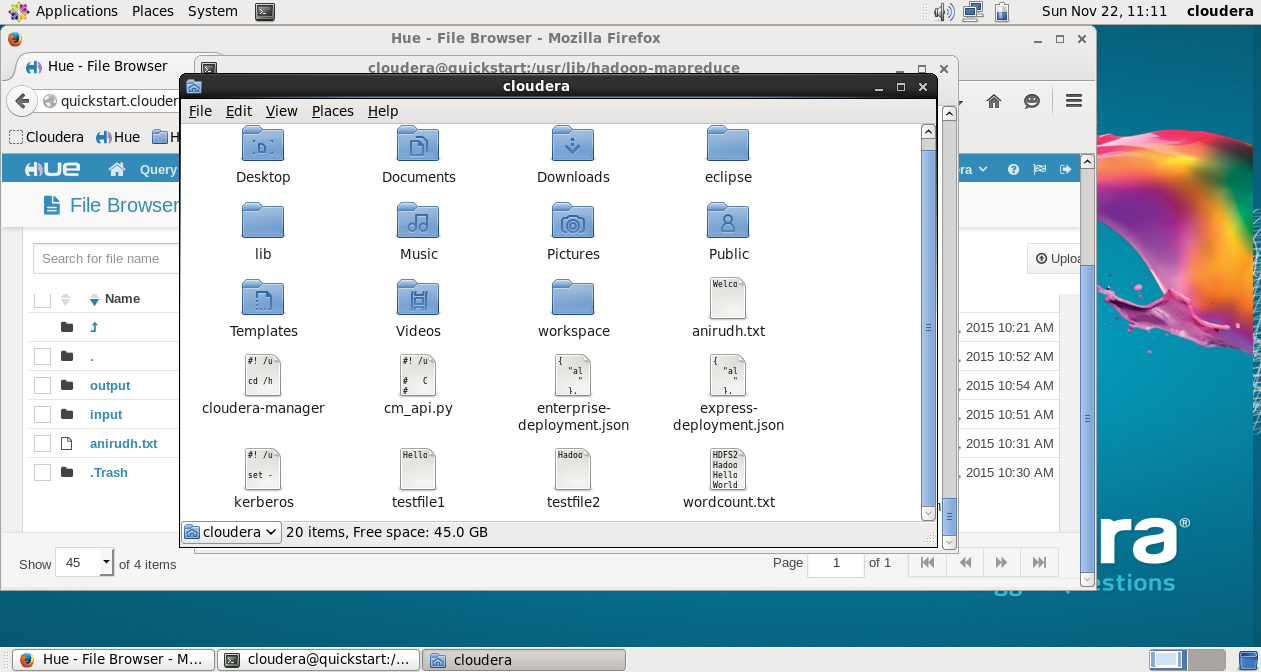 Applications Places System Sun Nov 22, 11:11 cloudera
Hue - File Browser - Mozilla Firefox
Hue - File Browser
cloudera@quickstart:/usr/lib/hadoop-mapreduce
cloudera
quickstart.clouder
File Edit View Places Help
Cloudera Hue H
HUE Query era
File Browser
Desktop Documents Downloads eclipse
lib Music Pictures Public
Search for file name Uploa
Welco
Name
Templates Videos workspace anirudh.txt
, 2015 10:21 AM
. , 2015 10:52 AM
#! /u #! /u { {
cd /h # C "al "al
# " "
}, },
output , 2015 10:54 AM
cloudera-manager cm_api.py enterprise-deployment.json express-deployment.json
input , 2015 10:51 AM
anirudh.txt , 2015 10:31 AM
#! /u Hello Hadoo HDFS2
set - Hadoo
Hello
World
.Trash , 2015 10:30 AM
kerberos testfile1 testfile2 wordcount.txt
cloudera 20 items, Free space: 45.0 GB
ra®
Show 45 of 4 items Page 1 of 1
estions
Hue - File Browser - M... cloudera@quickstart:/... cloudera